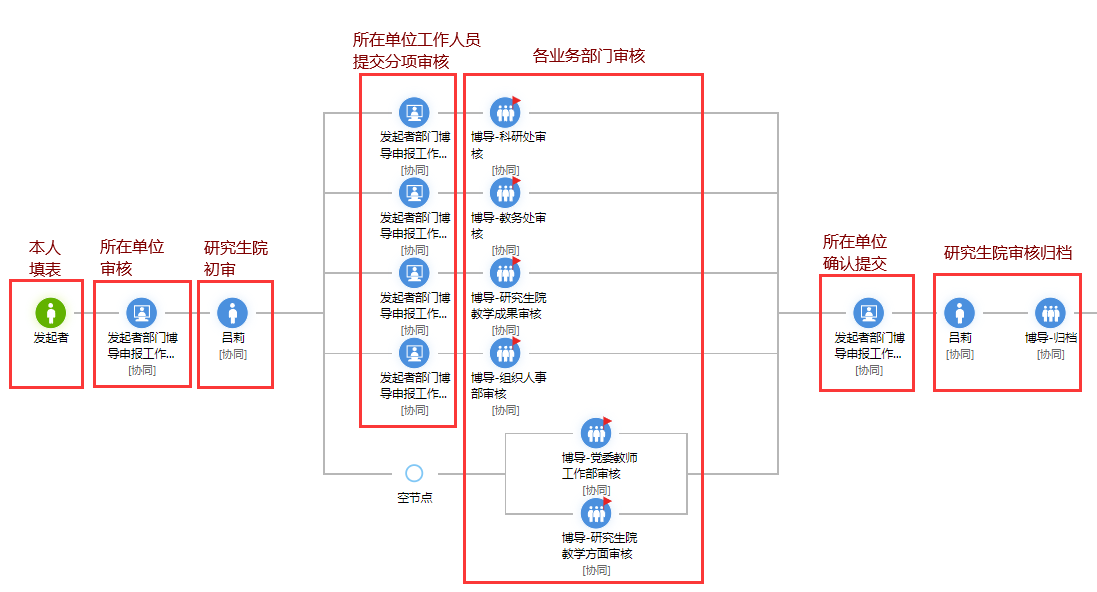 所在单位工作人员
提交分项审核
各业务部门审核
发起者部门博
导申报工作...
[协同]
博导-科研处审
核
[协同]
发起者部门博
导申报工作...
[协同]
博导-教务处审
核
[协同]
本人
填表
所在单位
审核
研究生院
初审
发起者部门博
导申报工作...
[协同]
博导-研究生院
教学成果审核
[协同]
所在单位
确认提交
研究生院审核归档
发起者
发起者部门博
导申报工作...
[协同]
吕莉
[协同]
发起者部门博
导申报工作...
[协同]
博导-组织人事
部审核
[协同]
发起者部门博
导申报工作...
[协同]
吕莉
[协同]
博导-归档
[协同]
空节点
博导-党委教师
工作部审核
[协同]
博导-研究生院
教学方面审核
[协同]